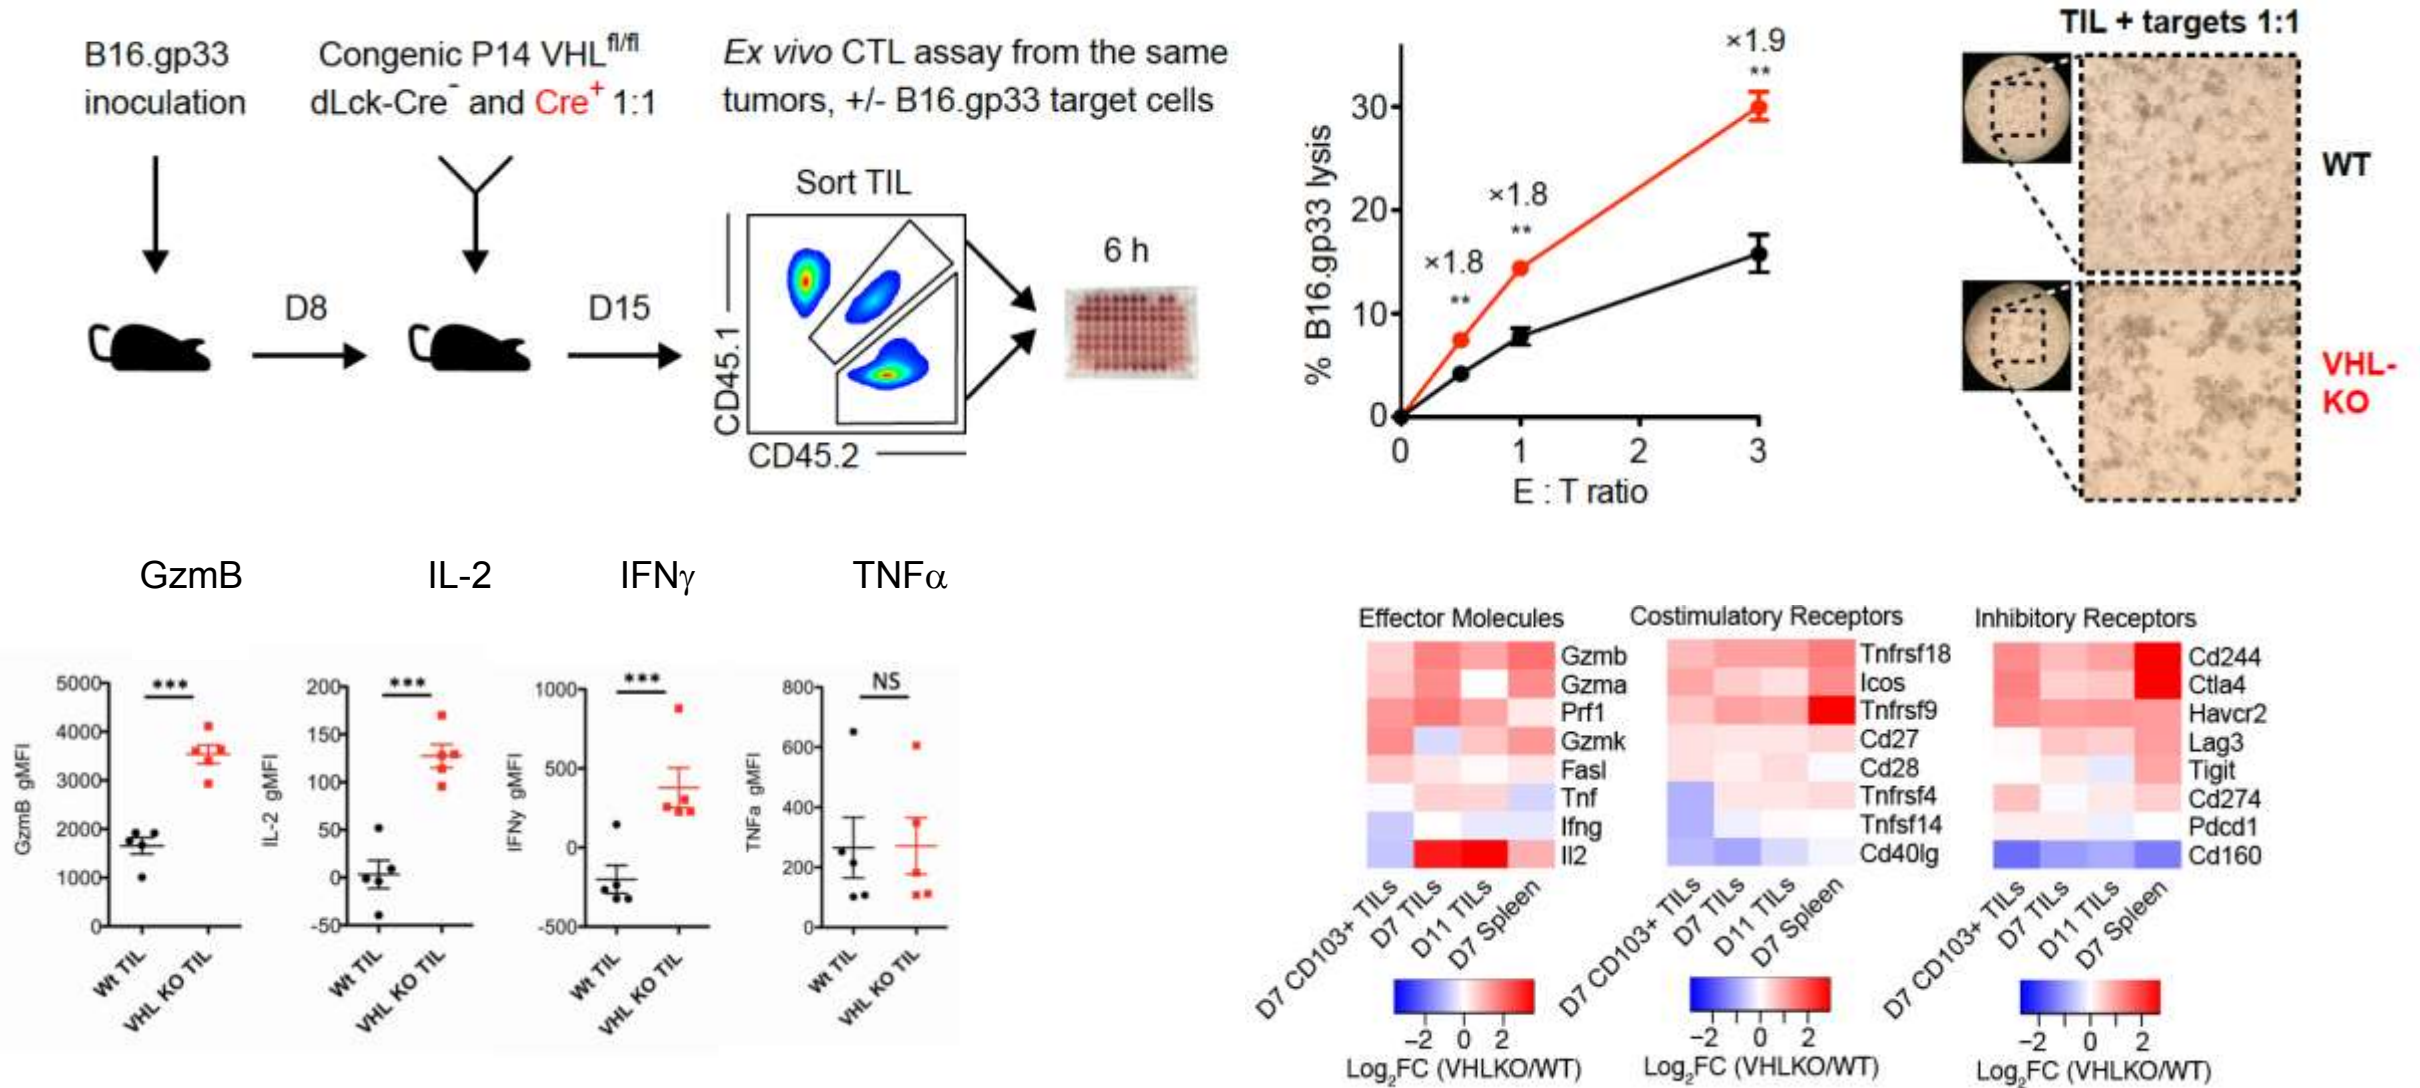 B16.gp33
inoculation
Congenic P14 VHL^fl/fl
dLck-Cre^- and Cre^+ 1:1
Ex vivo CTL assay from the same
tumors, +/- B16.gp33 target cells
D8
D15
Sort TIL
CD45.1
CD45.2
6 h
% B16.gp33 lysis
30
20
10
0
×1.8
**
×1.8
**
×1.9
**
0 1 2 3
E : T ratio
TIL + targets 1:1
WT
VHL-
KO
GzmB
IL-2
IFNγ
TNFα
GzmB gMFI
5000
4000
3000
2000
1000
0
***
Wt TIL
VHL KO TIL
IL-2 gMFI
200
150
100
50
0
-50
***
Wt TIL
VHL KO TIL
IFNy gMFI
1000
500
0
-500
***
Wt TIL
VHL KO TIL
TNFa gMFI
800
600
400
200
0
NS
Wt TIL
VHL KO TIL
Effector Molecules
Gzmb
Gzma
Prf1
Gzmk
Fasl
Tnf
Ifng
Il2
D7 CD103+ TILs
D7 TILs
D11 TILs
D7 Spleen
−2 0 2
Log2FC (VHLKO/WT)
Costimulatory Receptors
Tnfrsf18
Icos
Tnfrsf9
Cd27
Cd28
Tnfrsf4
Tnfsf14
Cd40lg
D7 CD103+ TILs
D7 TILs
D11 TILs
D7 Spleen
−2 0 2
Log2FC (VHLKO/WT)
Inhibitory Receptors
Cd244
Ctla4
Havcr2
Lag3
Tigit
Cd274
Pdcd1
Cd160
D7 CD103+ TILs
D7 TILs
D11 TILs
D7 Spleen
−2 0 2
Log2FC (VHLKO/WT)